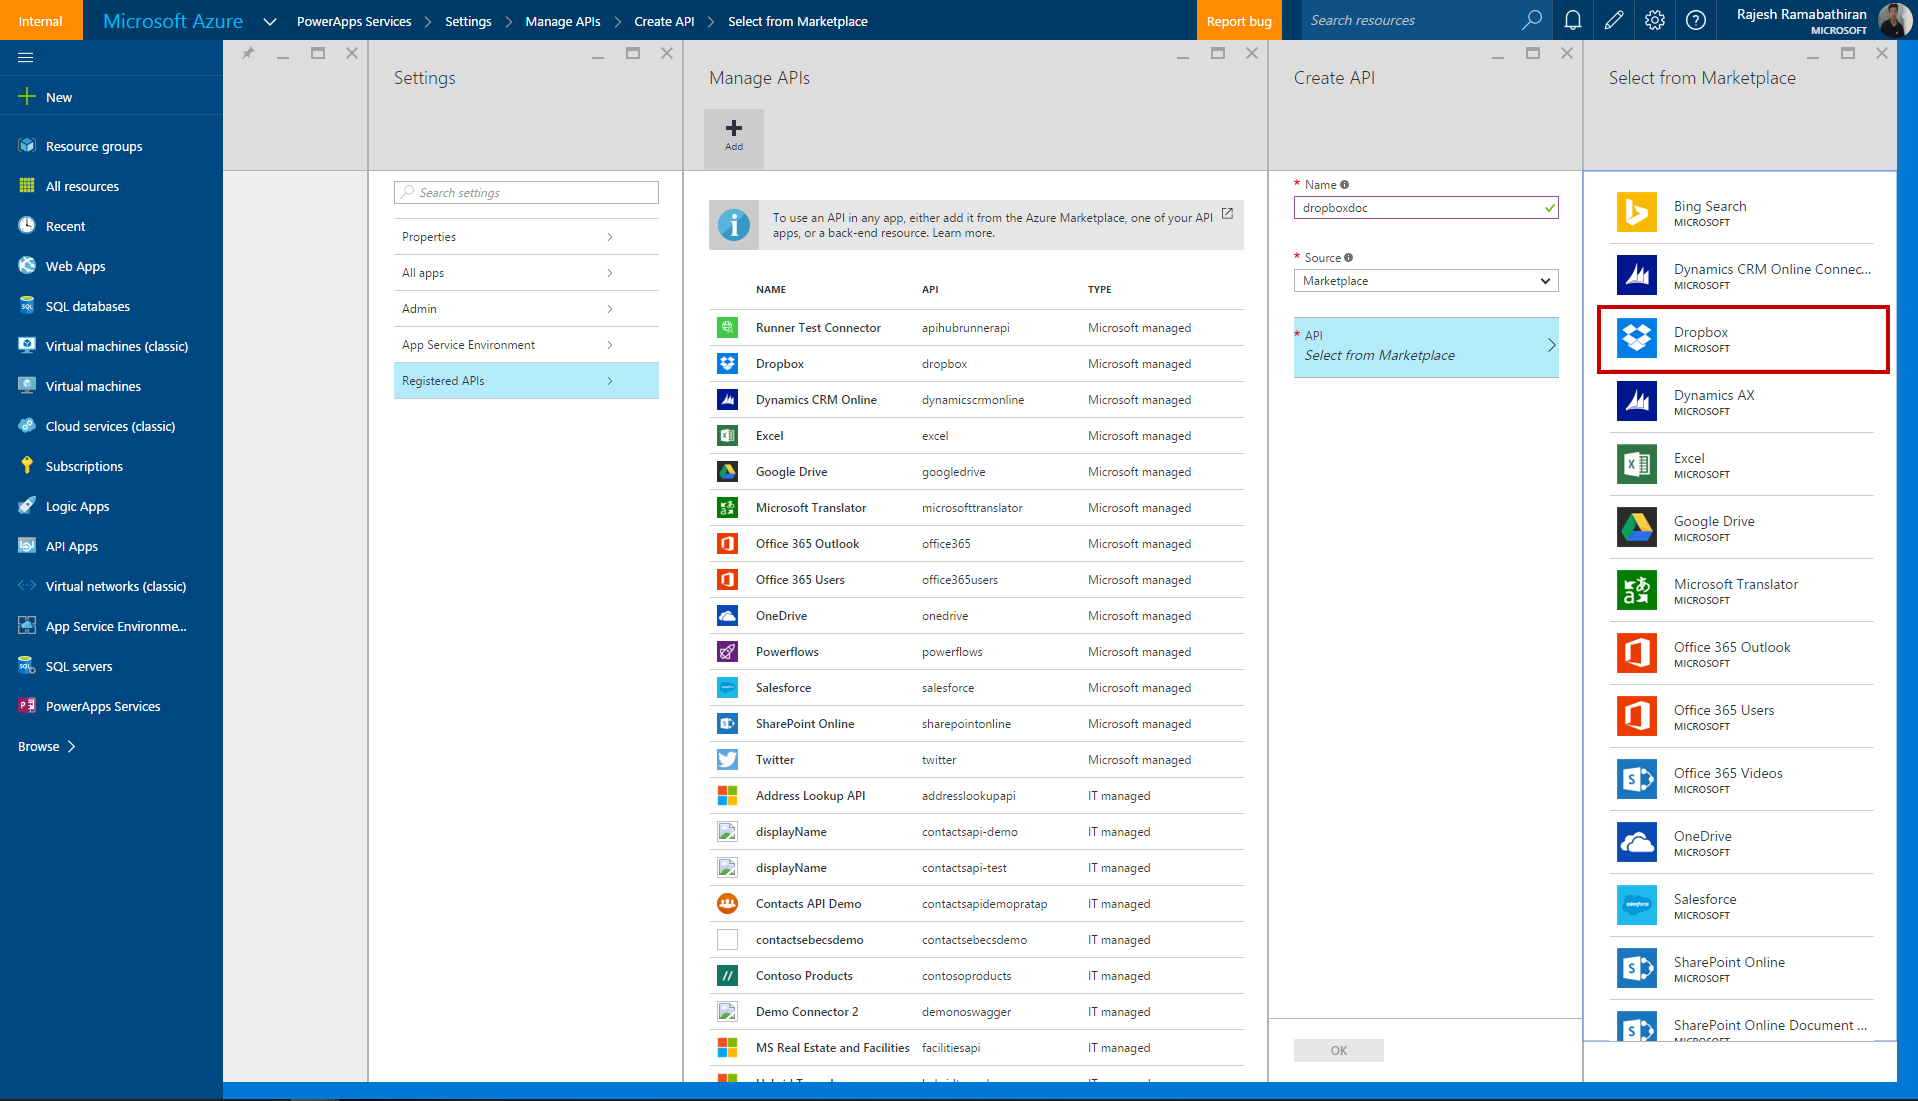 Internal
Microsoft Azure
PowerApps Services
Settings
Manage APIs
Create API
Select from Marketplace
Report bug
Search resources
Rajesh Ramabathiran
MICROSOFT
New
Resource groups
All resources
Recent
Web Apps
SQL databases
Virtual machines (classic)
Virtual machines
Cloud services (classic)
Subscriptions
Logic Apps
API Apps
Virtual networks (classic)
App Service Environme...
SQL servers
PowerApps Services
Browse
Settings
Search settings
Properties
All apps
Admin
App Service Environment
Registered APIs
Manage APIs
Add
To use an API in any app, either add it from the Azure Marketplace, one of your API
apps, or a back-end resource. Learn more.
NAME API TYPE
Runner Test Connector apihubrunnerapi Microsoft managed
Dropbox dropbox Microsoft managed
Dynamics CRM Online dynamicscrmonline Microsoft managed
Excel excel Microsoft managed
Google Drive googledrive Microsoft managed
Microsoft Translator microsofttranslator Microsoft managed
Office 365 Outlook office365 Microsoft managed
Office 365 Users office365users Microsoft managed
OneDrive onedrive Microsoft managed
Powerflows powerflows Microsoft managed
Salesforce salesforce Microsoft managed
SharePoint Online sharepointonline Microsoft managed
Twitter twitter Microsoft managed
Address Lookup API addresslookupapi IT managed
displayName contactsapi-demo IT managed
displayName contactsapi-test IT managed
Contacts API Demo contactsapidemopratap IT managed
contactsebecsdemo contactsebecsdemo IT managed
Contoso Products contosoproducts IT managed
Demo Connector 2 demonoswagger IT managed
MS Real Estate and Facilities facilitiesapi IT managed
Create API
* Name
dropboxdoc
* Source
Marketplace
* API
Select from Marketplace
OK
Select from Marketplace
Bing Search
MICROSOFT
Dynamics CRM Online Connec...
MICROSOFT
Dropbox
MICROSOFT
Dynamics AX
MICROSOFT
Excel
MICROSOFT
Google Drive
MICROSOFT
Microsoft Translator
MICROSOFT
Office 365 Outlook
MICROSOFT
Office 365 Users
MICROSOFT
Office 365 Videos
MICROSOFT
OneDrive
MICROSOFT
Salesforce
MICROSOFT
SharePoint Online
MICROSOFT
SharePoint Online Document ...
MICROSOFT